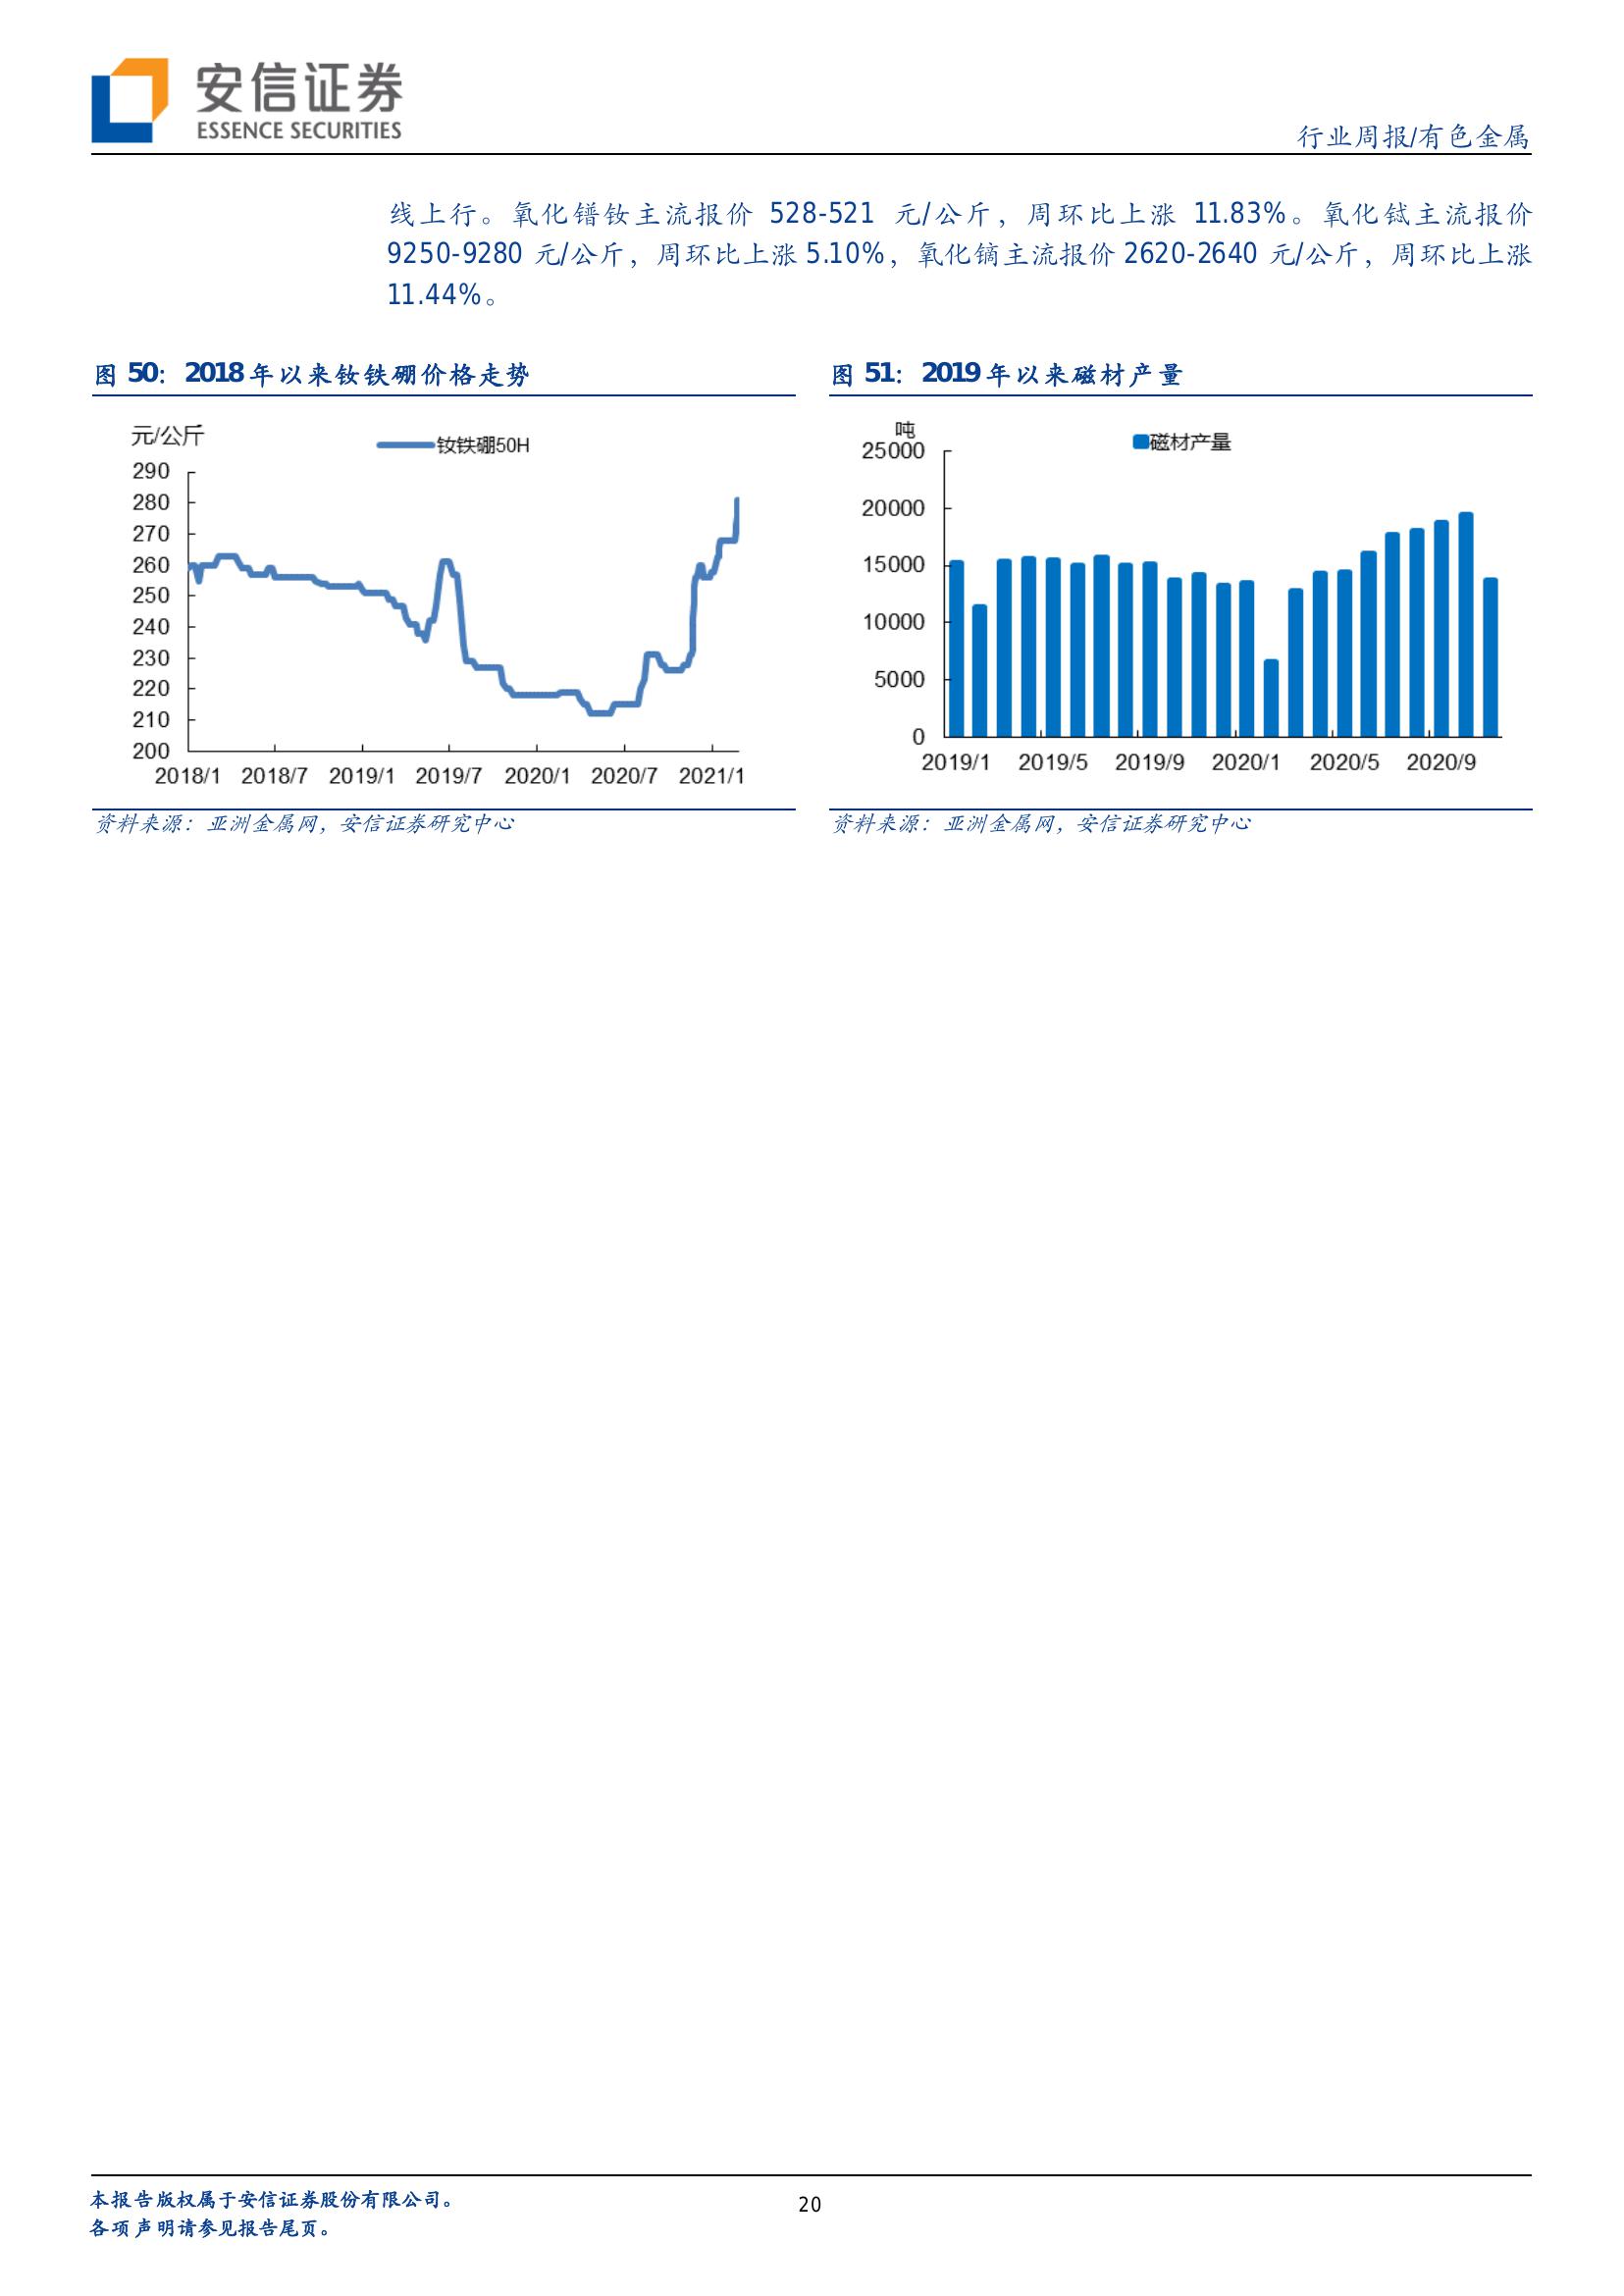 安信证券
ESSENCE SECURITIES
行业周报/有色金属
线上行。氧化镨钕主流报价 528-521 元/公斤，周环比上涨 11.83%。氧化铽主流报价
9250-9280 元/公斤，周环比上涨 5.10%，氧化镝主流报价 2620-2640 元/公斤，周环比上涨
11.44%。
图 50：2018 年以来钕铁硼价格走势
元/公斤
钕铁硼50H
290
280
270
260
250
240
230
220
210
200
2018/1 2018/7 2019/1 2019/7 2020/1 2020/7 2021/1
资料来源：亚洲金属网，安信证券研究中心
图 51：2019 年以来磁材产量
吨
磁材产量
25000
20000
15000
10000
5000
0
2019/1 2019/5 2019/9 2020/1 2020/5 2020/9
资料来源：亚洲金属网，安信证券研究中心
本报告版权属于安信证券股份有限公司。
各项声明请参见报告尾页。
20